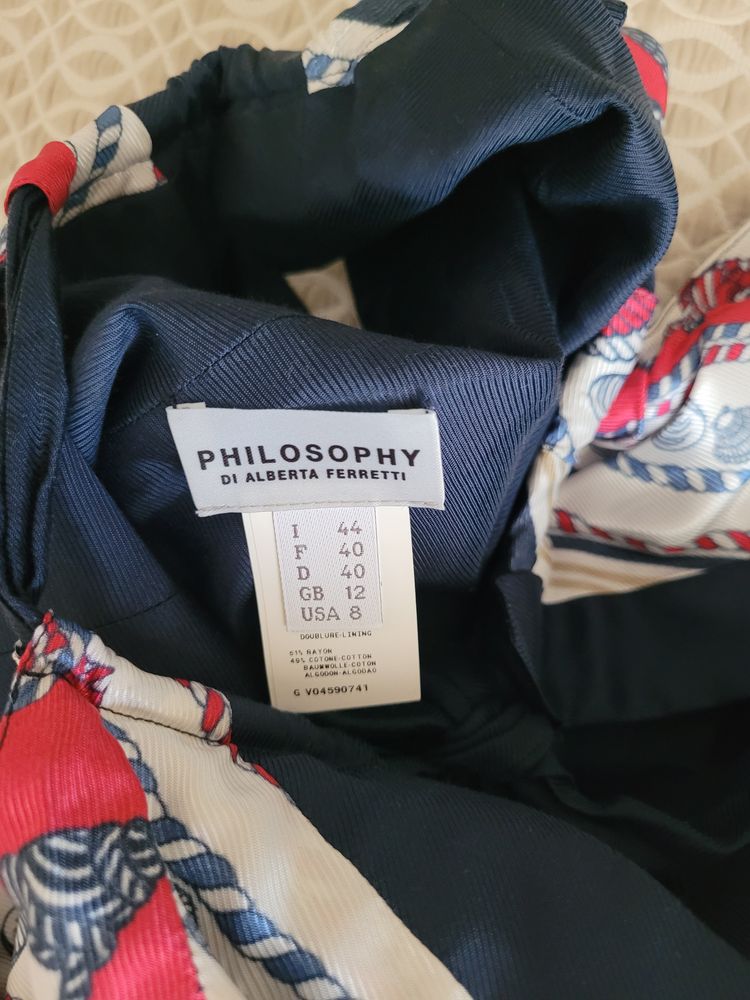 PHILOSOPHY
DI ALBERTA FERRETTI
I 44
F 40
D 40
GB 12
USA 8
DOUBLURE-LINING
51% RAYON
49% COTONE-COTTON
BAUMWOLLE-COTON
ALGODON-ALGODAO
G V04590741